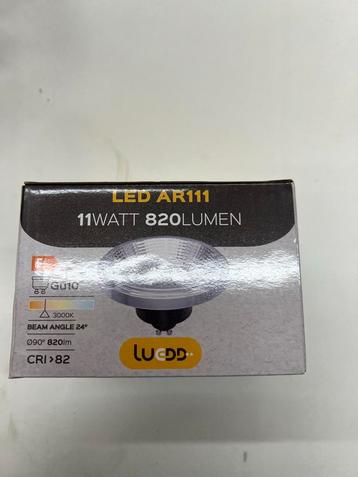 LED AR111
11WATT 820LUMEN
GU10
3000K
BEAM ANGLE 24°
Ø90° 820lm
CRI>82
LUEDD